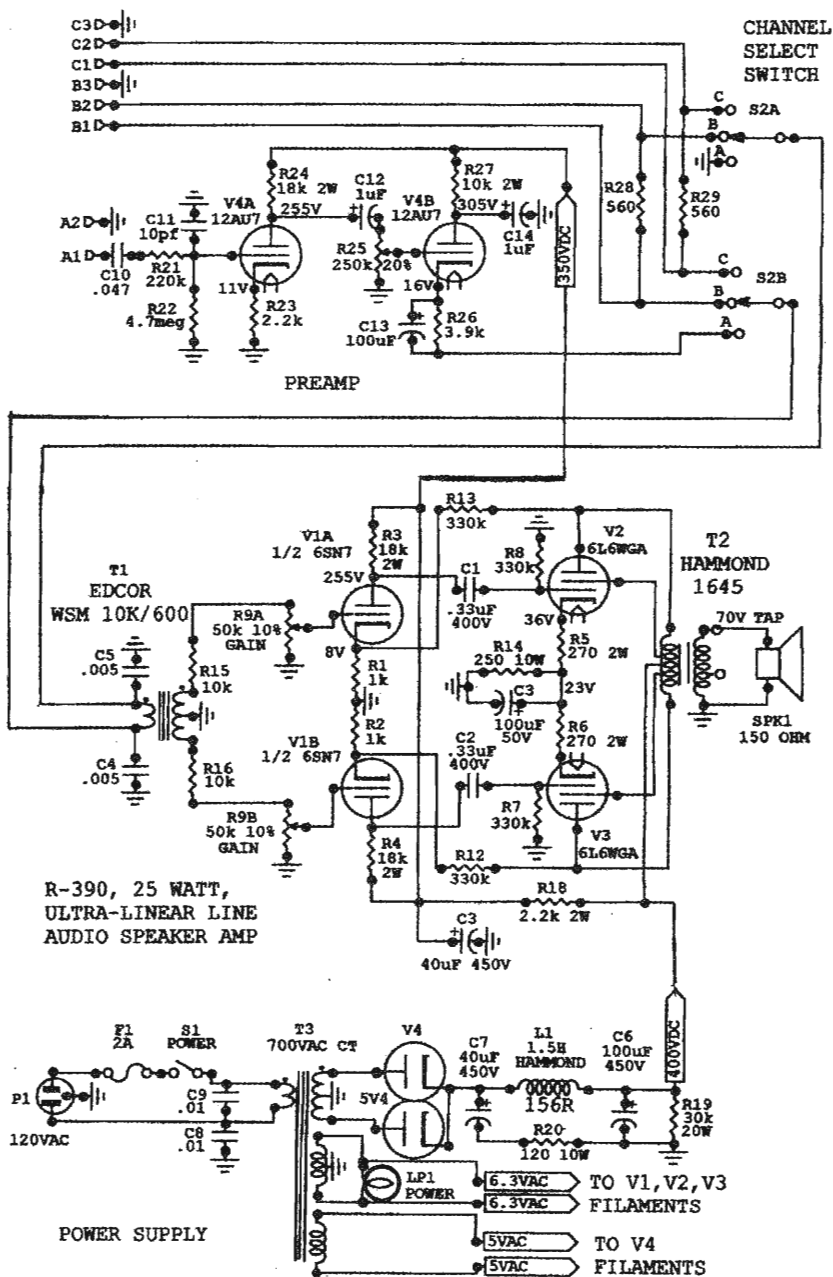 C3
C2
C1
B3
B2
B1
CHANNEL
SELECT
SWITCH
C
S2A
B
A
R24
18k 2W
R27
10k 2W
C12
1uF
V4A
12AU7
255V
V4B
12AU7
305V
C14
1uF
350VDC
R28
560
R29
560
A2
C11
10pf
A1
C10
.047
R21
220k
R25
250k 20%
R22
4.7meg
11V
R23
2.2k
16V
C13
100uF
R26
3.9k
C
S2B
B
A
PREAMP
R13
330k
V1A
1/2 6SN7
R3
18k
2W
255V
R8
330k
V2
6L6WGA
C1
.33uF
400V
T2
HAMMOND
1645
T1
EDCOR
WSM 10K/600
R9A
50k 10%
GAIN
36V
70V TAP
C5
.005
R15
10k
8V
R1
1k
R14
250 10W
R5
270 2W
23V
C3
100uF
50V
R2
1k
R6
270 2W
SPK1
150 OHM
V1B
1/2 6SN7
C2
.33uF
400V
C4
.005
R16
10k
R9B
50k 10%
GAIN
R7
330k
V3
6L6WGA
R4
18k
2W
R12
330k
R18
2.2k 2W
R-390, 25 WATT,
ULTRA-LINEAR LINE
AUDIO SPEAKER AMP
C3
40uF 450V
400VDC
F1
2A
S1
POWER
T3
700VAC CT
V4
C7
40uF
450V
L1
1.5H
HAMMOND
156R
C6
100uF
450V
P1
120VAC
C9
.01
C8
.01
5V4
R20
120 10W
R19
30k
20W
LP1
POWER
6.3VAC
TO V1,V2,V3
6.3VAC
FILAMENTS
POWER SUPPLY
5VAC
TO V4
5VAC
FILAMENTS